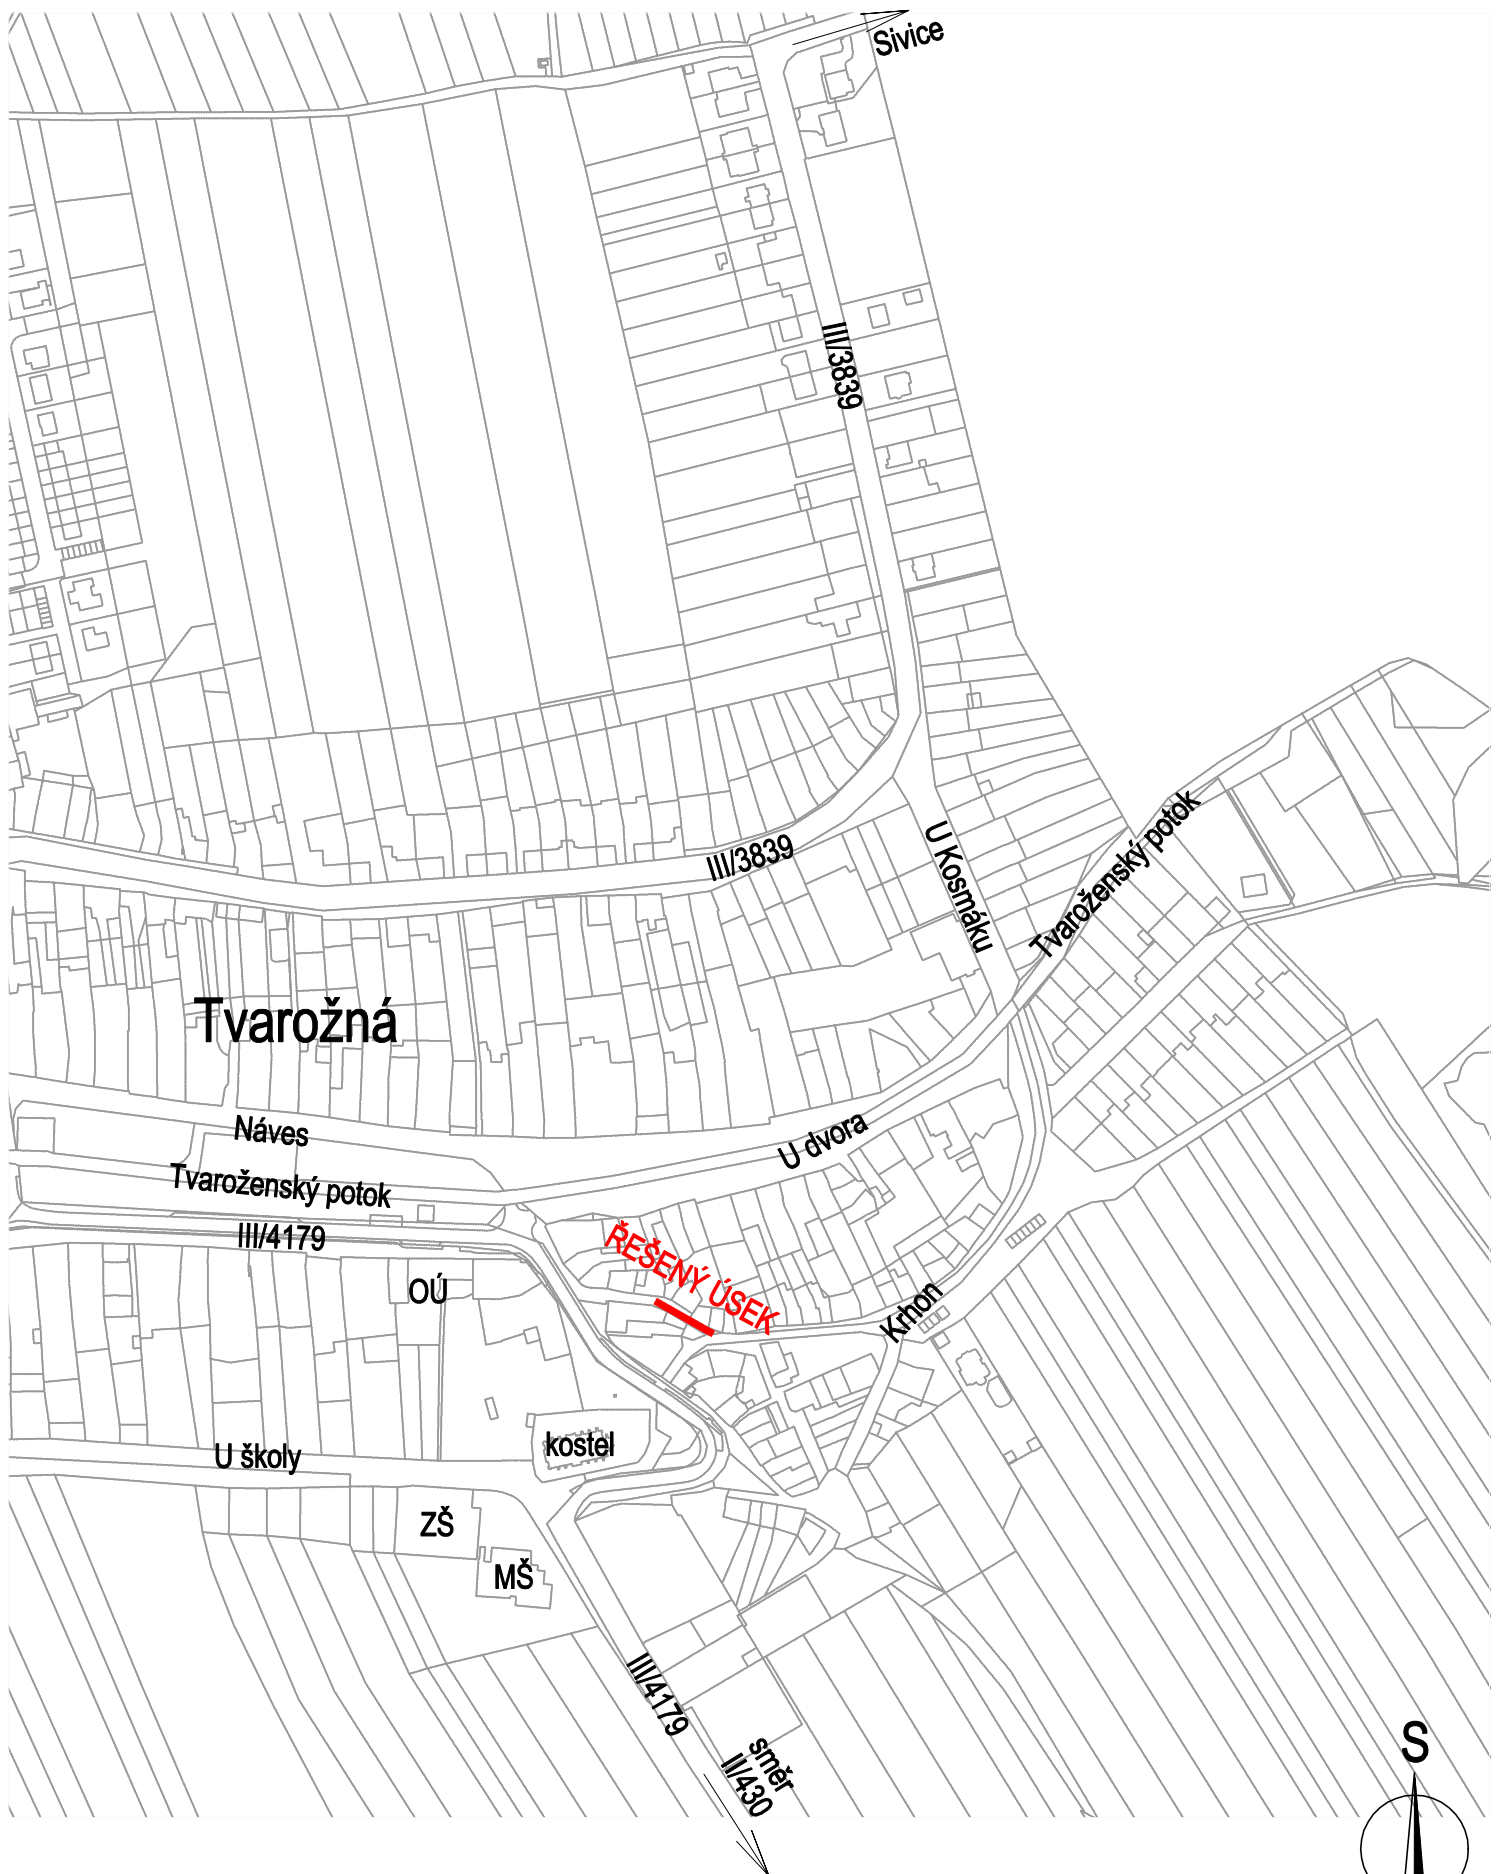 Sivice
III/3839
III/3839
U Kosmáku
Tvaroženský potok
Tvarožná
Náves
U dvora
Tvaroženský potok
III/4179
ŘEŠENÝ ÚSEK
OÚ
Krhon
kostel
U školy
ZŠ
MŠ
III/4179
směr
II/430
S